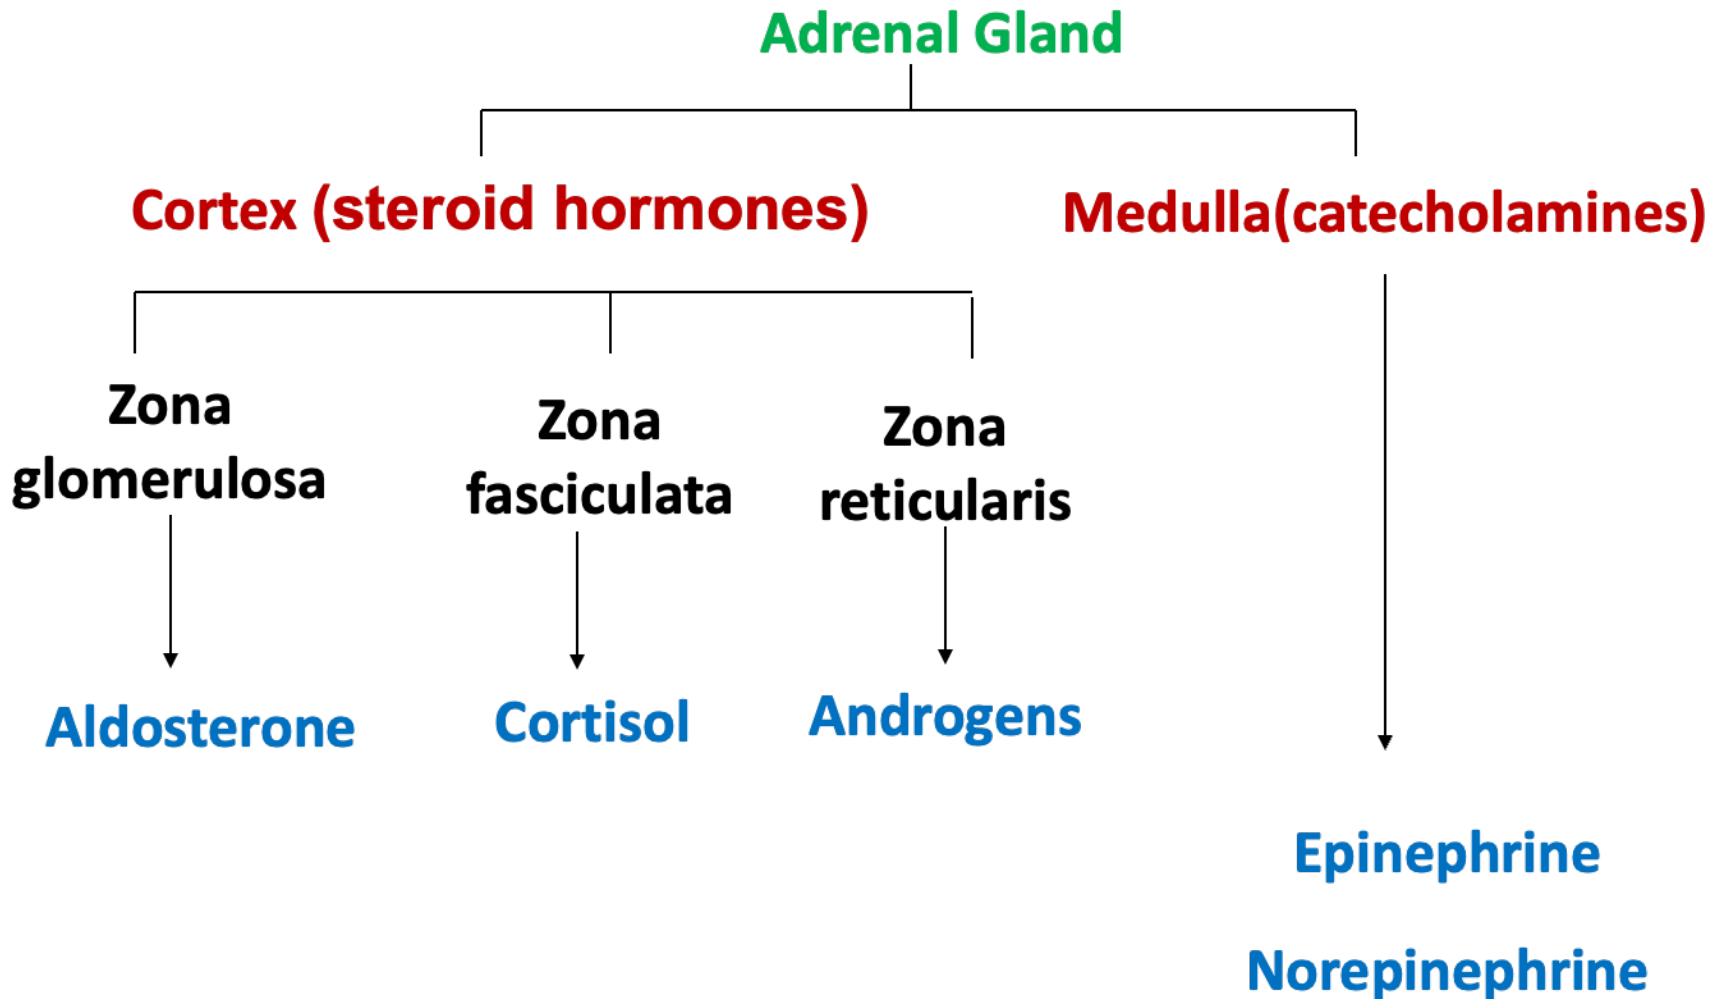 Adrenal Gland
Cortex (steroid hormones)
Medulla(catecholamines)
Zona
glomerulosa
Zona
fasciculata
Zona
reticularis
Aldosterone
Cortisol
Androgens
Epinephrine
Norepinephrine